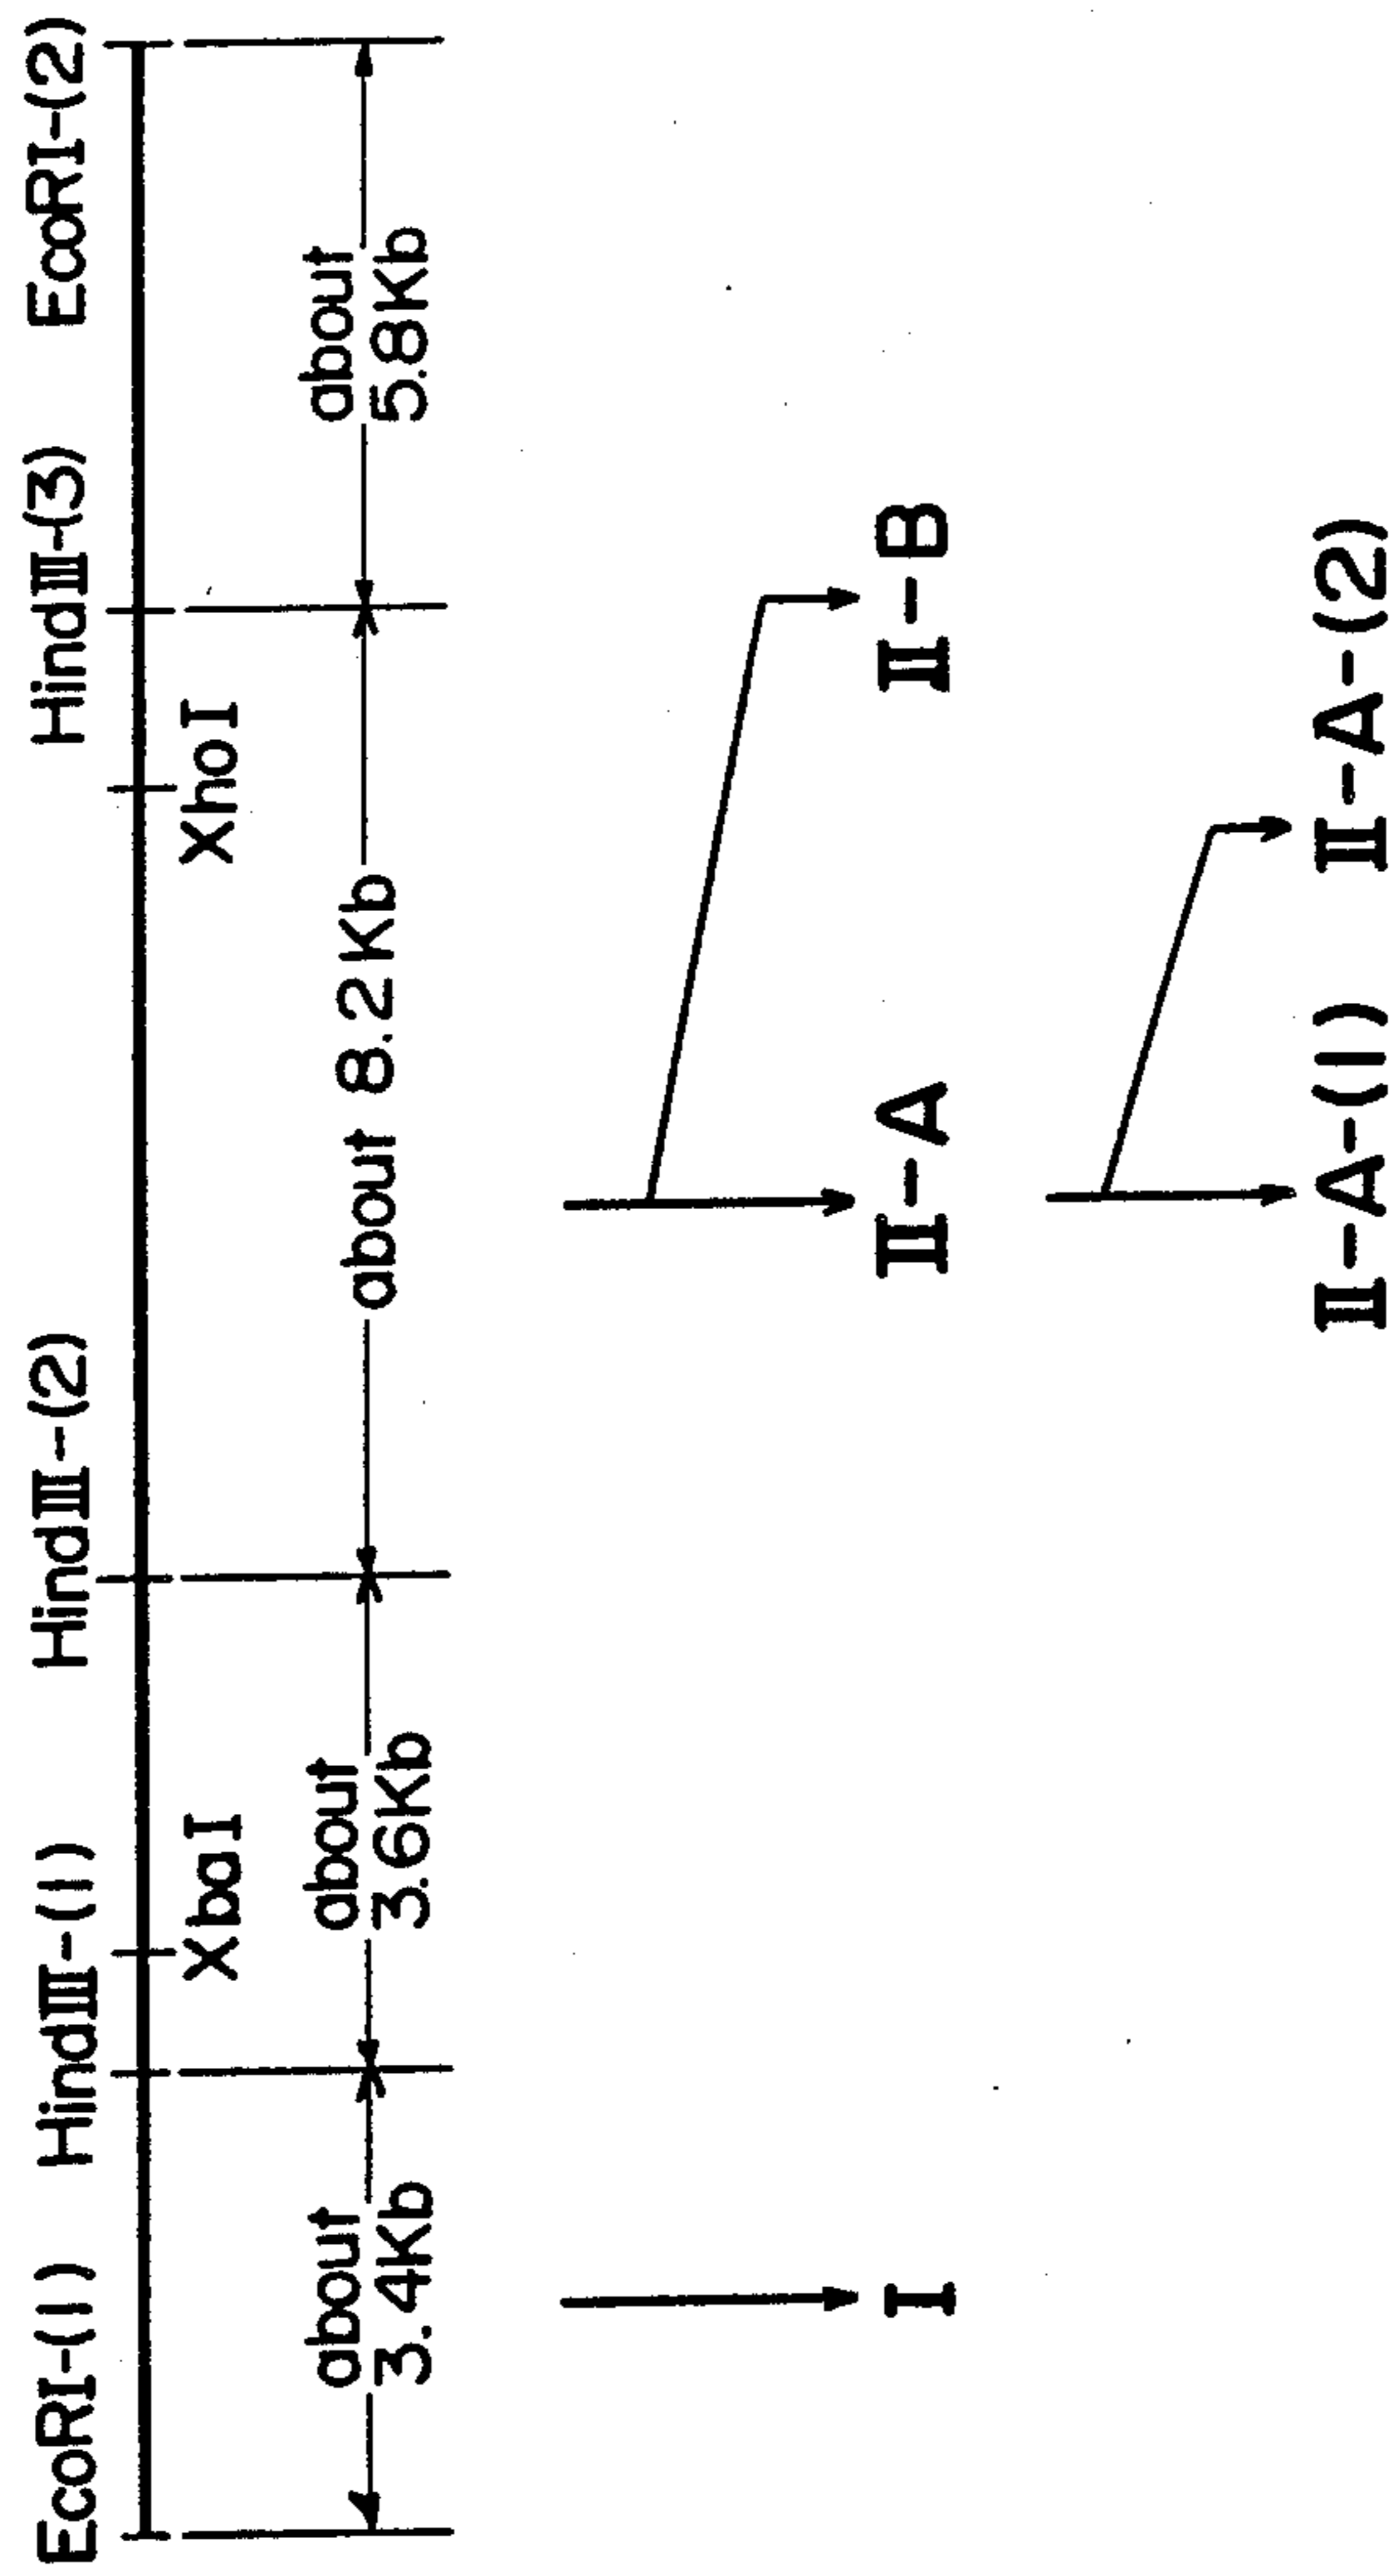 EcoRI-(1) HindIII-(1) HindIII-(2) HindIII-(3) EcoRI-(2)
XbaI XhoI
about 3.4Kb
about 3.6Kb
about 8.2Kb
about 5.8Kb
I II-A II-B
II-A-(1) II-A-(2)